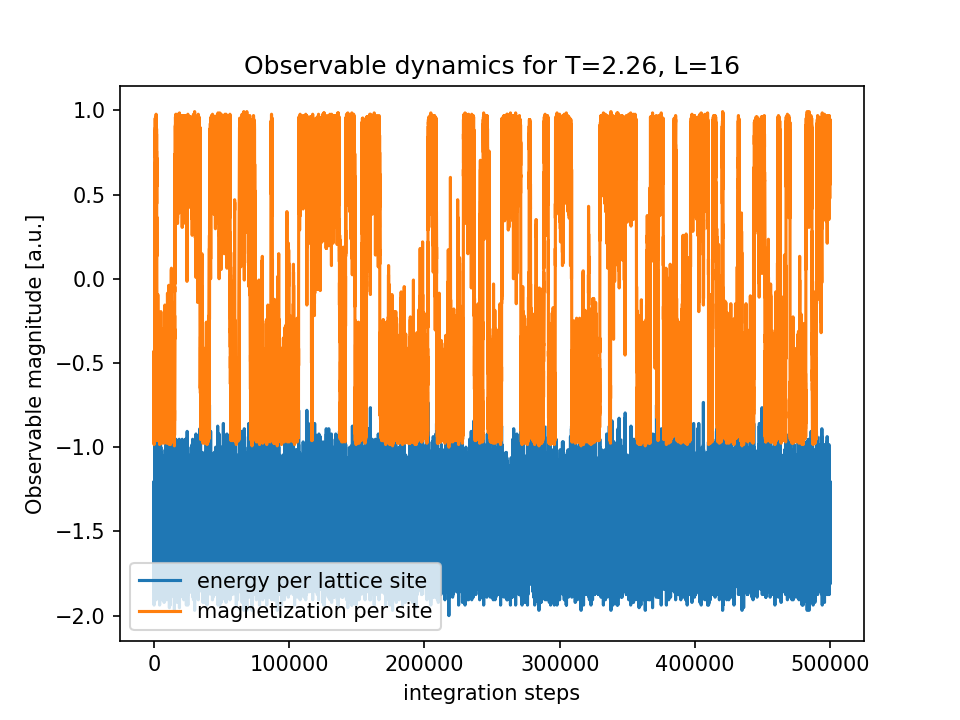 Observable dynamics for T=2.26, L=16
Observable magnitude [a.u.]
1.0
0.5
0.0
−0.5
−1.0
−1.5
−2.0
energy per lattice site
magnetization per site
0 100000 200000 300000 400000 500000
integration steps